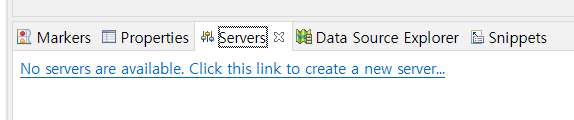 Markers Properties Servers Data Source Explorer Snippets
No servers are available. Click this link to create a new server...